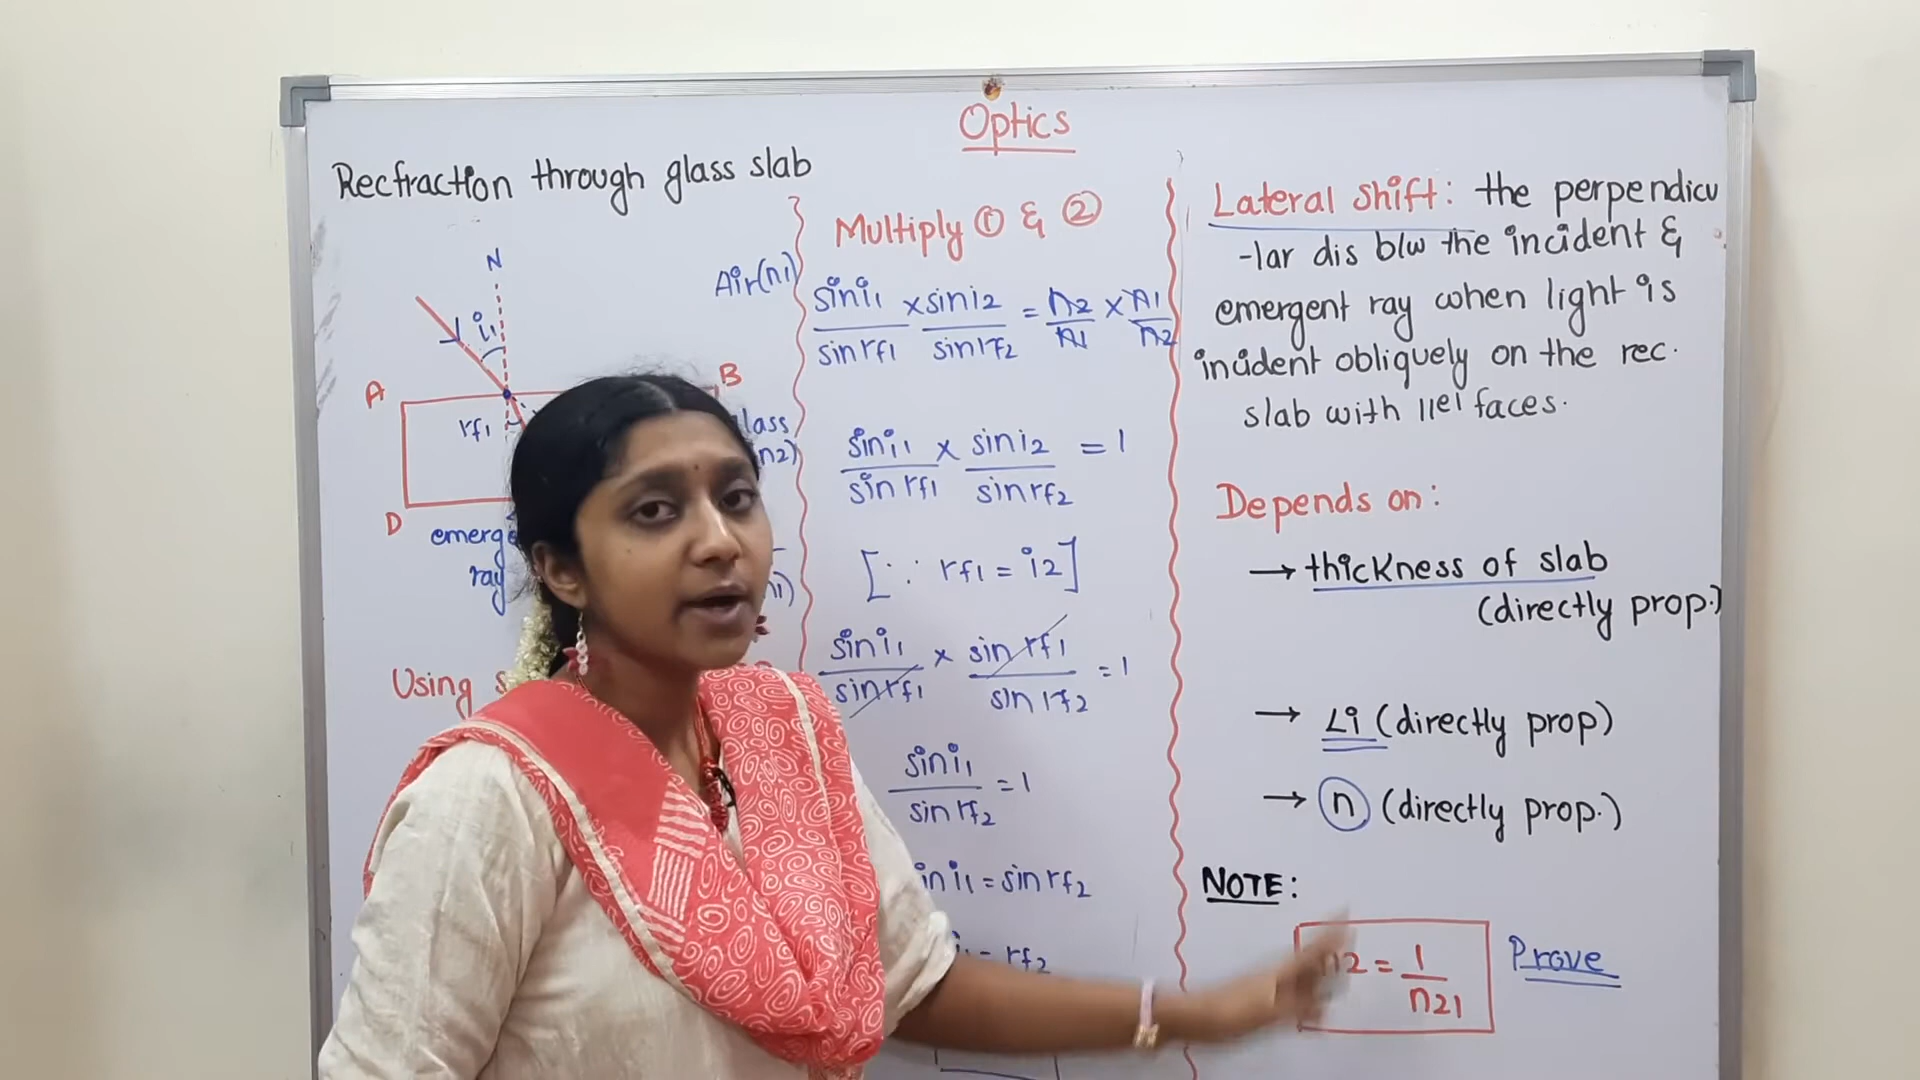 Optics
Recfraction through glass slab
N
Air(n1)
i1
A
B
rf1
lass
n2)
D
emerge
ray
Using s
Multiply ① & ②
sini1/sinrf1 × sini2/sinrf2 = n2/n1 × n1/n2
sini1/sinrf1 × sini2/sinrf2 = 1
[∵ rf1 = i2]
sini1/sinrf1 × sinrf1/sinrf2 = 1
sini1/sinrf2 = 1
ini1 = sinrf2
= rf2
Lateral shift: the perpendicu
-lar dis b/w the incident &
emergent ray when light is
incident obliquely on the rec.
slab with llel faces.
Depends on:
→ thickness of slab
(directly prop.)
→ ∠i (directly prop)
→ n (directly prop.)
NOTE:
n2 = 1/n21
Prove